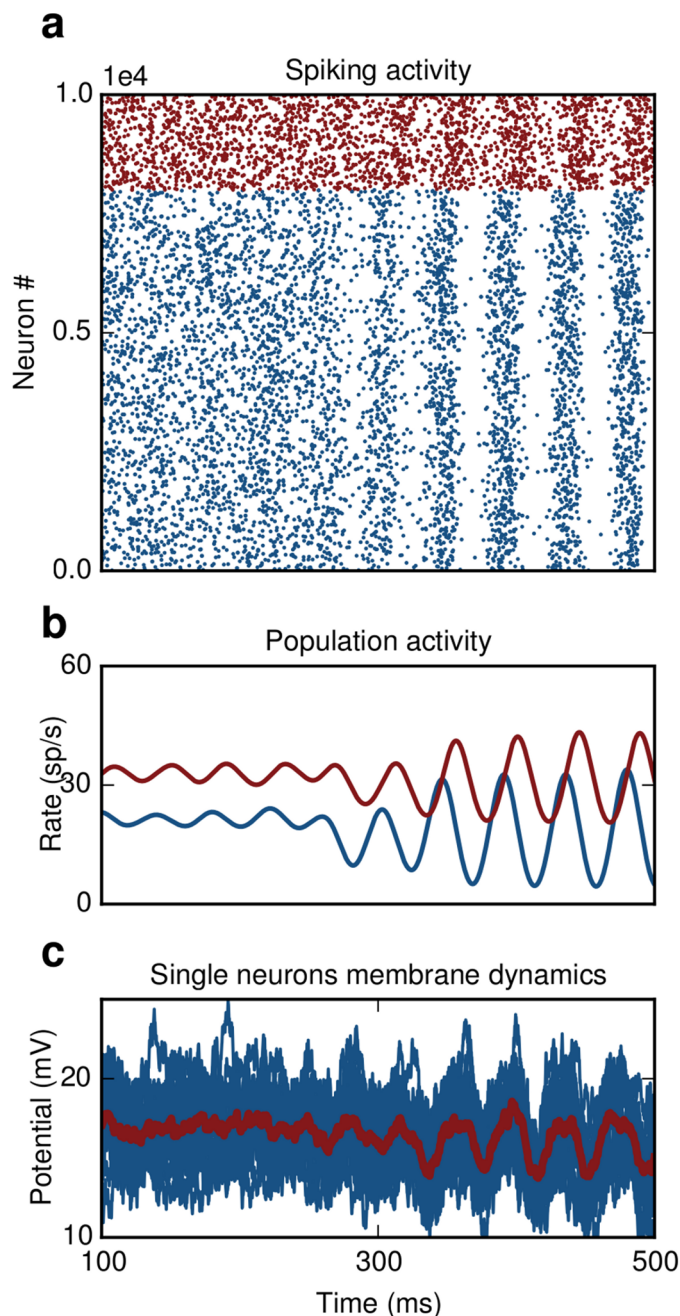 a
Spiking activity
1e4
1.0
0.5
0.0
Neuron #
b
Population activity
60
30
0
Rate (sp/s)
c
Single neurons membrane dynamics
20
10
Potential (mV)
100 300 500
Time (ms)